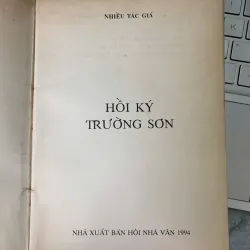 NHIỀU TÁC GIẢ
HỒI KÝ
TRƯỜNG SƠN
NHÀ XUẤT BẢN HỘI NHÀ VĂN 1994